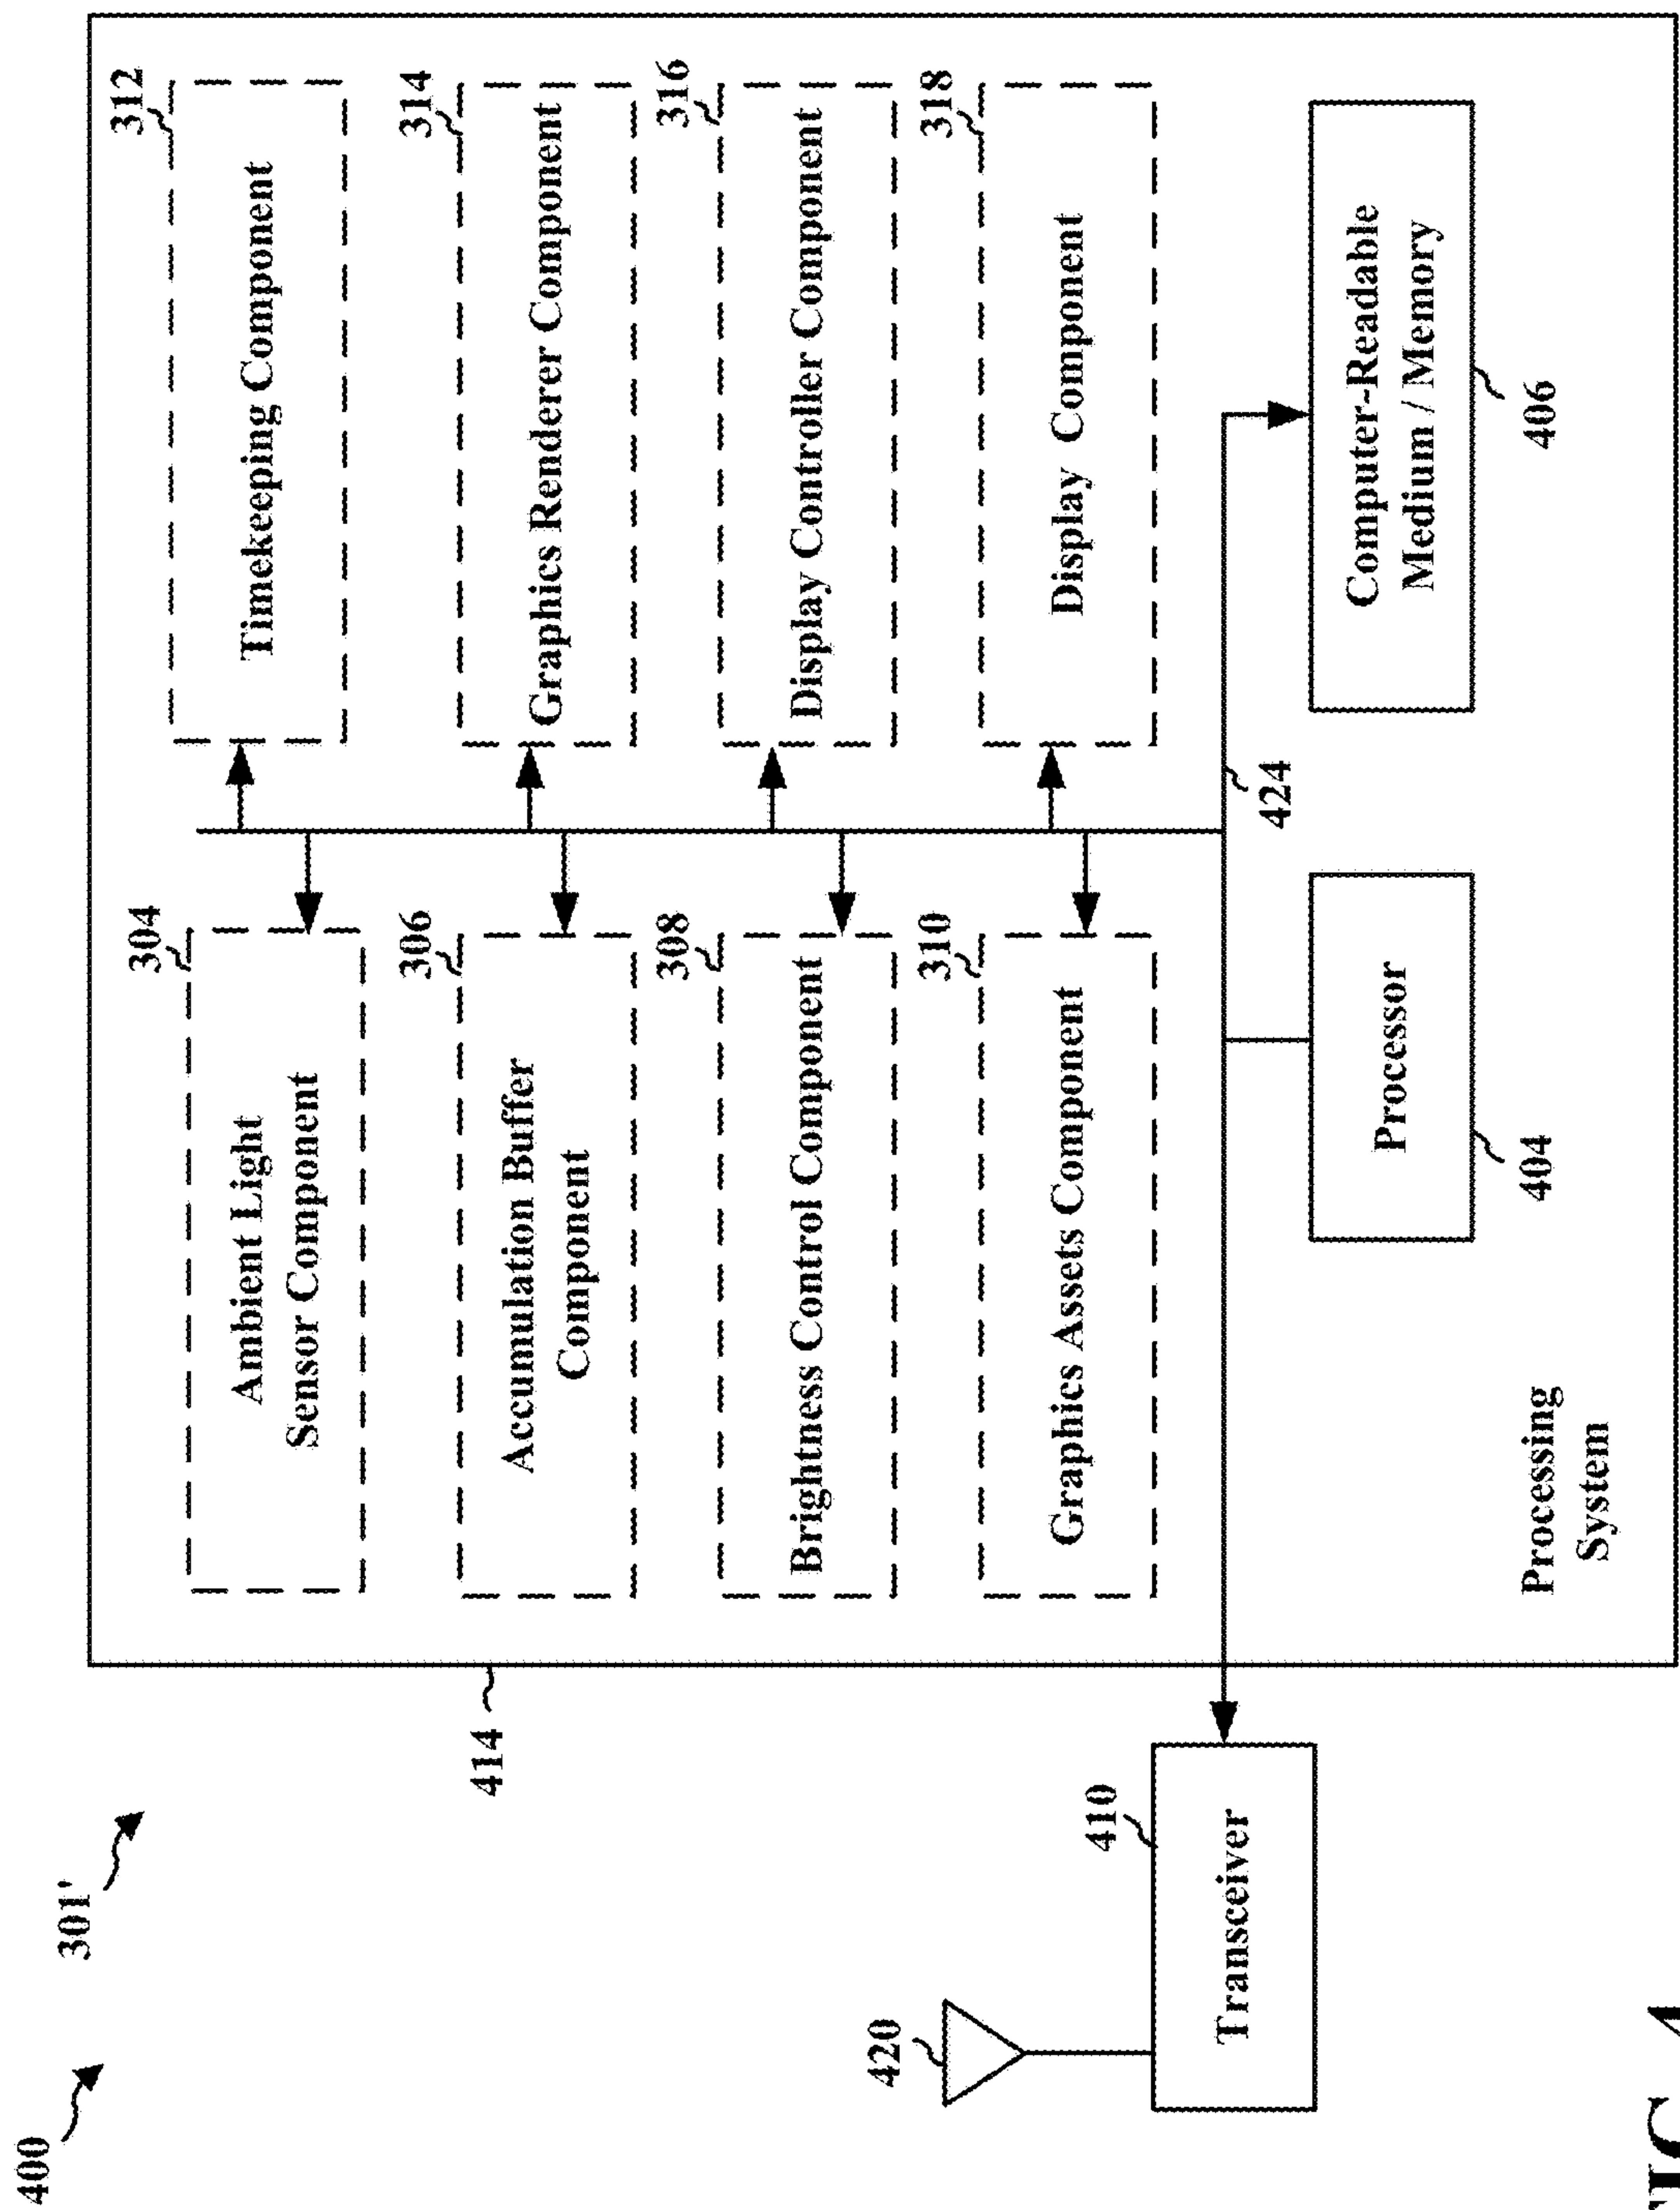 400
301'
414
304
Ambient Light
Sensor Component
312
Timekeeping Component
306
Accumulation Buffer
Component
314
Graphics Renderer Component
308
Brightness Control Component
316
Display Controller Component
310
Graphics Assets Component
318
Display Component
420
410
Transceiver
424
Processor
404
Computer-Readable
Medium / Memory
406
Processing
System